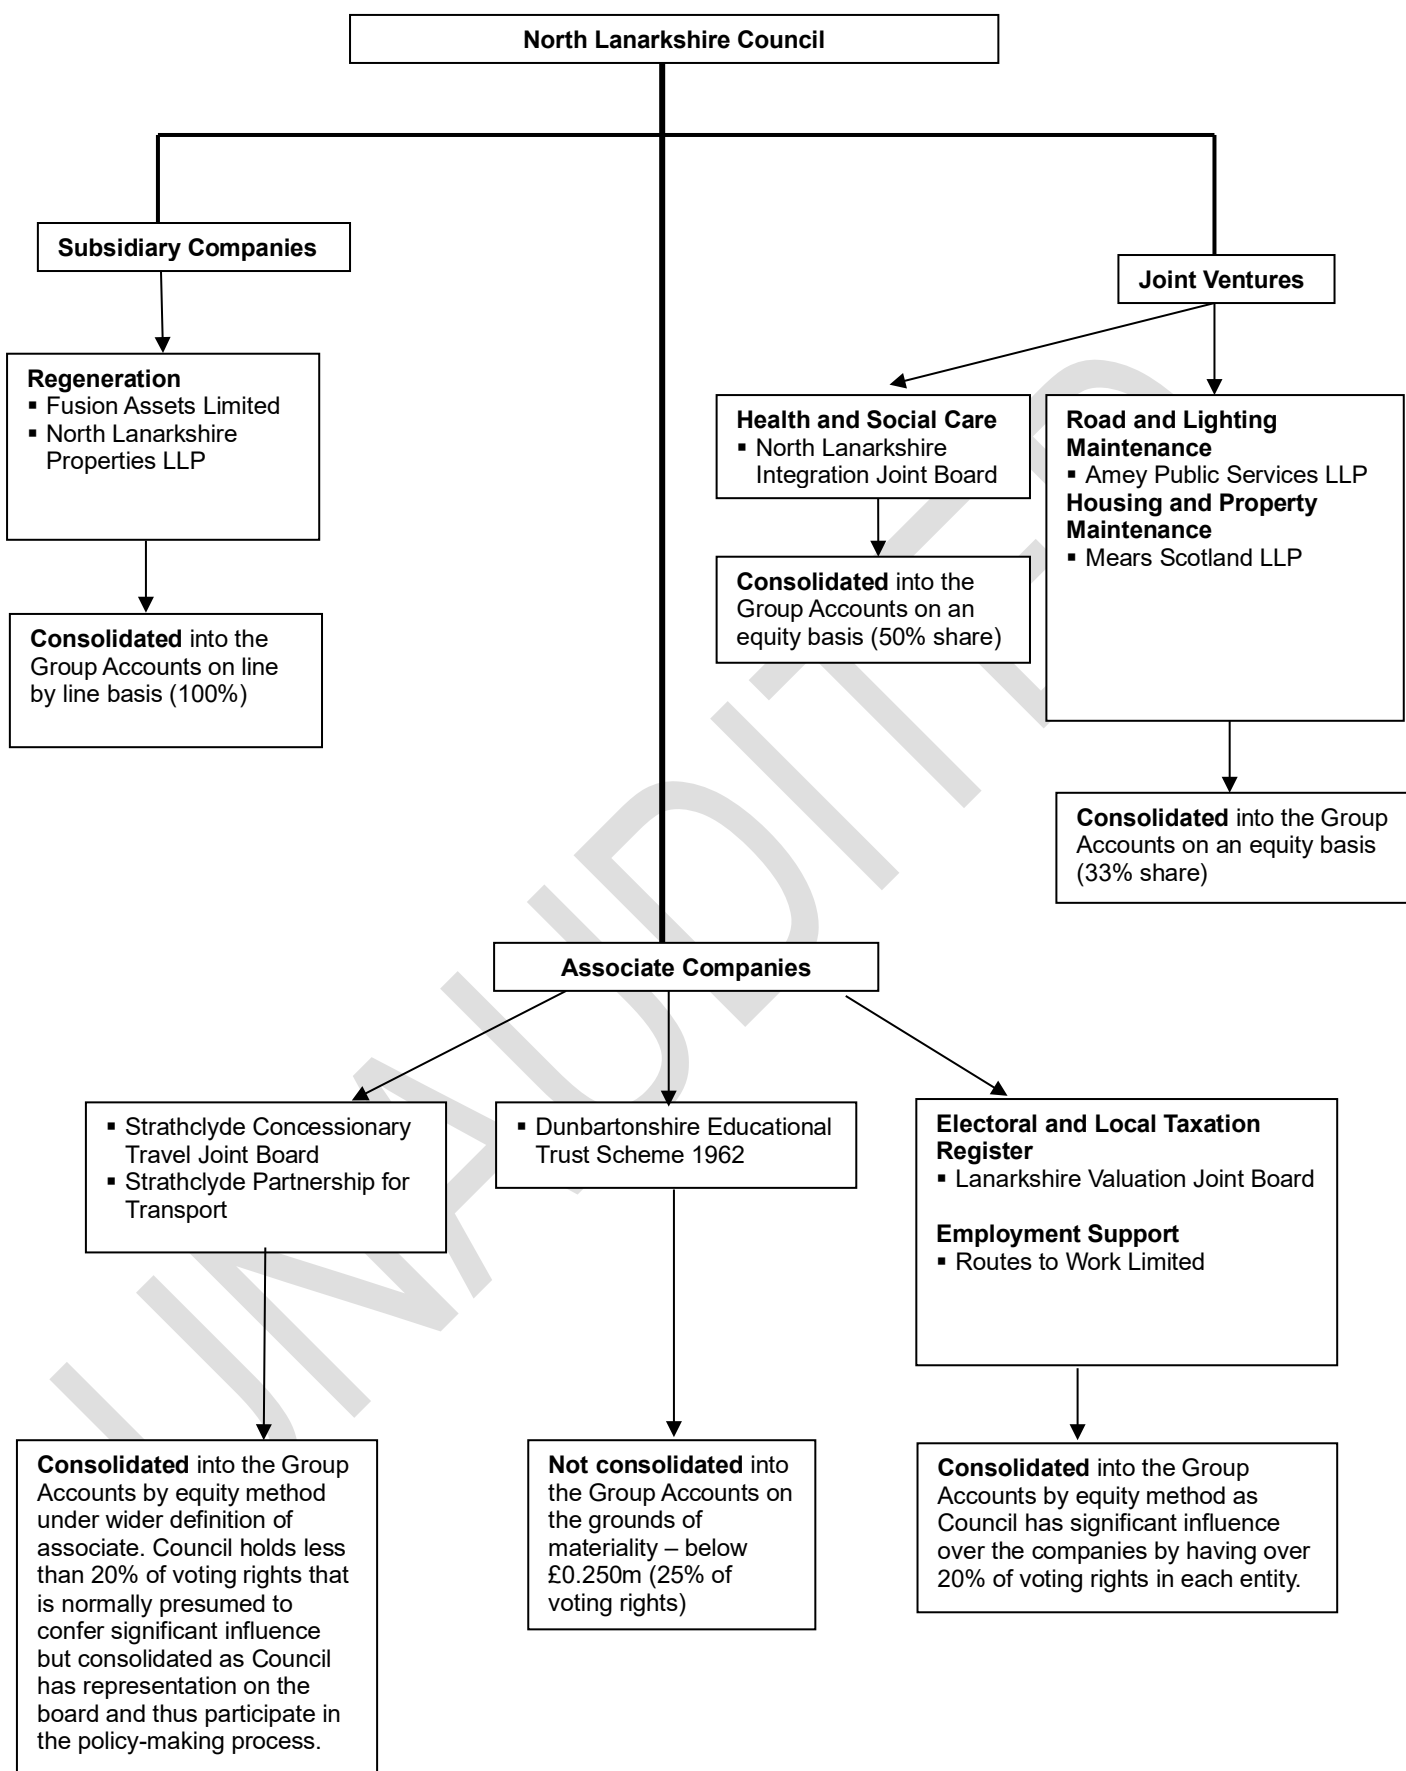 North Lanarkshire Council
Subsidiary Companies
Joint Ventures
Regeneration
▪ Fusion Assets Limited
▪ North Lanarkshire
Properties LLP
Health and Social Care
▪ North Lanarkshire
Integration Joint Board
Road and Lighting
Maintenance
▪ Amey Public Services LLP
Housing and Property
Maintenance
▪ Mears Scotland LLP
Consolidated into the
Group Accounts on an
equity basis (50% share)
Consolidated into the
Group Accounts on line
by line basis (100%)
Consolidated into the Group
Accounts on an equity basis
(33% share)
Associate Companies
▪ Strathclyde Concessionary
Travel Joint Board
▪ Strathclyde Partnership for
Transport
▪ Dunbartonshire Educational
Trust Scheme 1962
Electoral and Local Taxation
Register
▪ Lanarkshire Valuation Joint Board
Employment Support
▪ Routes to Work Limited
Consolidated into the Group
Accounts by equity method
under wider definition of
associate. Council holds less
than 20% of voting rights that
is normally presumed to
confer significant influence
but consolidated as Council
has representation on the
board and thus participate in
the policy-making process.
Not consolidated into
the Group Accounts on
the grounds of
materiality – below
£0.250m (25% of
voting rights)
Consolidated into the Group
Accounts by equity method as
Council has significant influence
over the companies by having over
20% of voting rights in each entity.
UNAUDITED